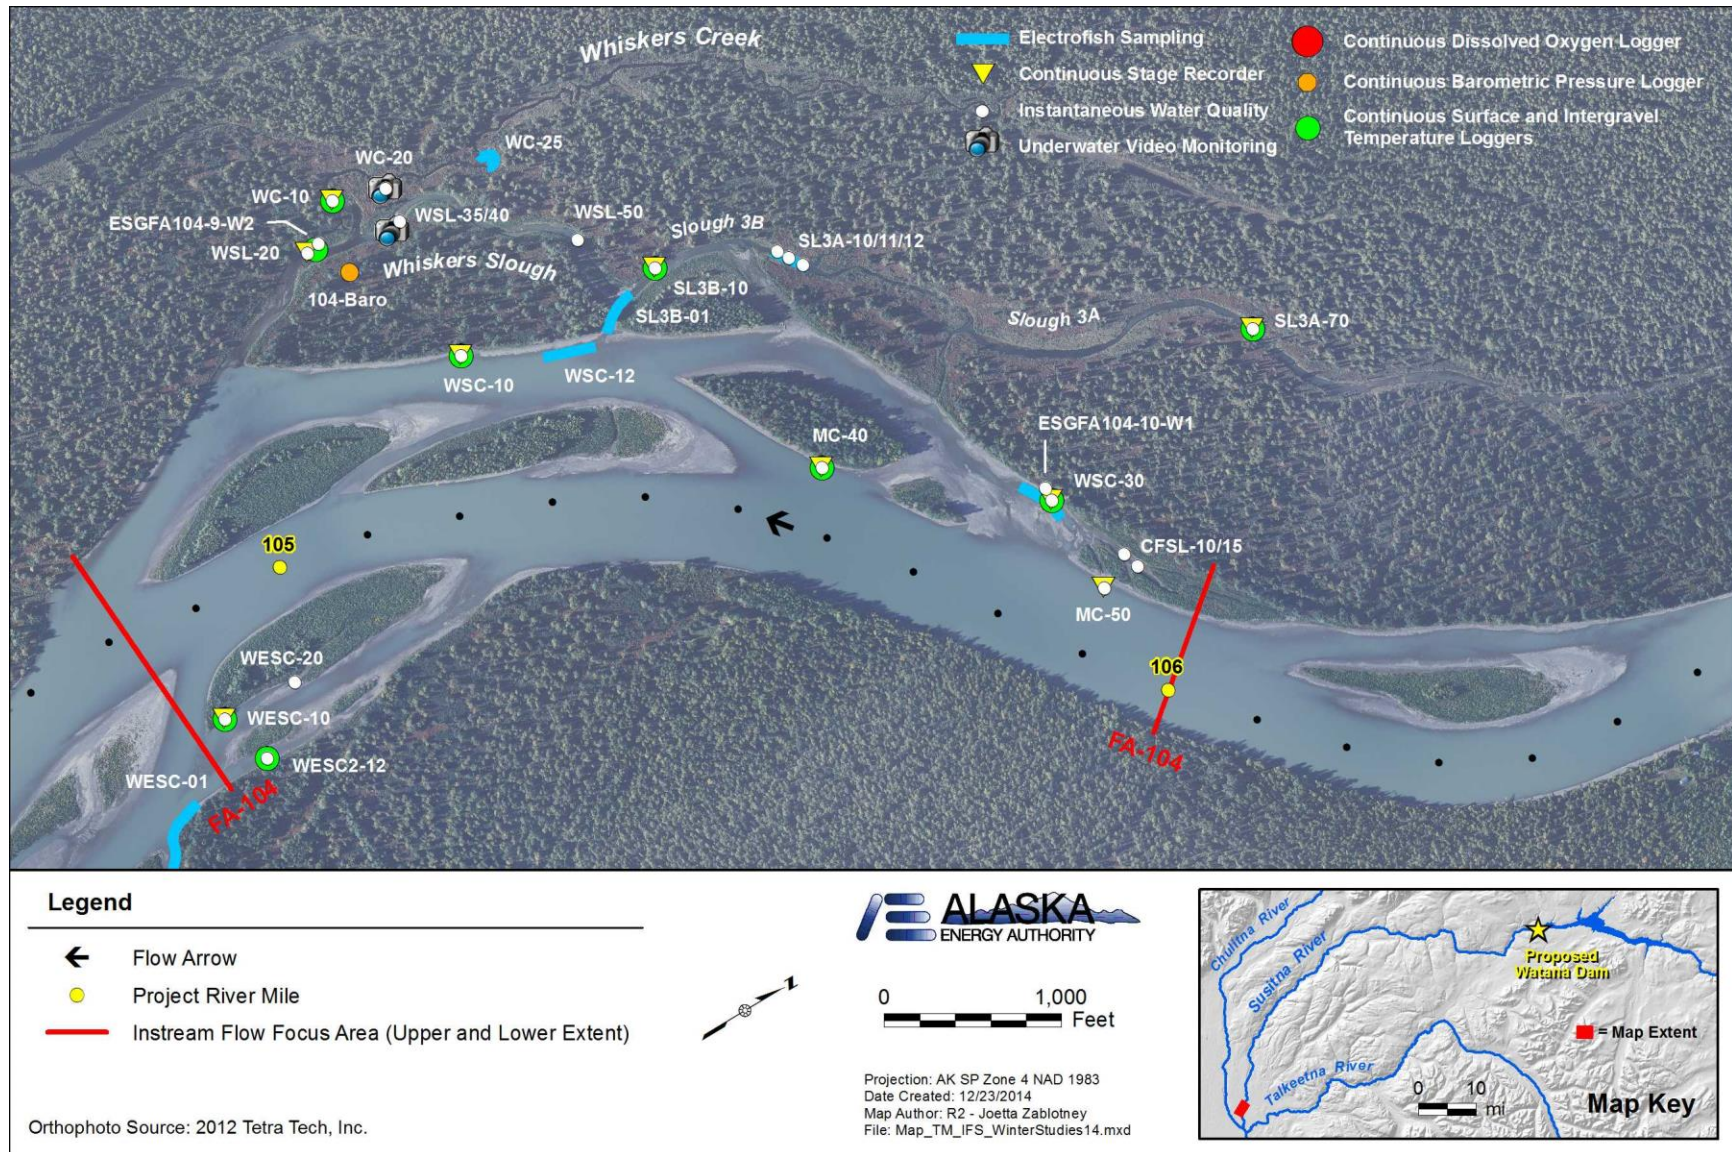 Whiskers Creek
Electrofish Sampling
Continuous Stage Recorder
Instantaneous Water Quality
Underwater Video Monitoring
Continuous Dissolved Oxygen Logger
Continuous Barometric Pressure Logger
Continuous Surface and Intergravel
Temperature Loggers
WC-25
WC-20
WC-10
ESGFA104-9-W2
WSL-20
WSL-35/40
WSL-50
Whiskers Slough
104-Baro
Slough 3B
SL3A-10/11/12
SL3B-10
SL3B-01
Slough 3A
SL3A-70
WSC-10
WSC-12
MC-40
ESGFA104-10-W1
WSC-30
CFSL-10/15
MC-50
105
106
FA-104
WESC-20
WESC-10
WESC2-12
WESC-01
FA-104
Legend
Flow Arrow
Project River Mile
Instream Flow Focus Area (Upper and Lower Extent)
Orthophoto Source: 2012 Tetra Tech, Inc.
z
ALASKA
ENERGY AUTHORITY
0 1,000
Feet
Projection: AK SP Zone 4 NAD 1983
Date Created: 12/23/2014
Map Author: R2 - Joetta Zablotney
File: Map_TM_IFS_WinterStudies14.mxd
Chulitna River
Susitna River
Proposed
Watana Dam
= Map Extent
Talkeetna River
0 10
mi
Map Key